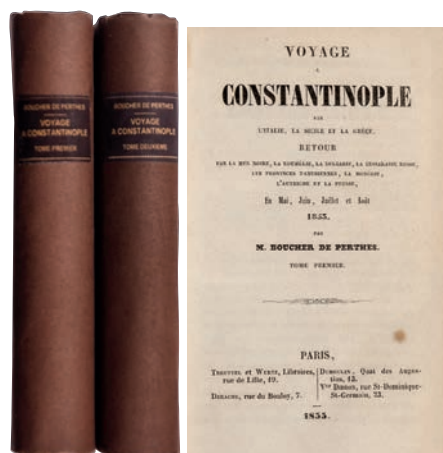 BOUCHER DE PERTHES
VOYAGE
A CONSTANTINOPLE
TOME PREMIER
BOUCHER DE PERTHES
VOYAGE
A CONSTANTINOPLE
TOME DEUXIEME
VOYAGE
A
CONSTANTINOPLE
PAR
L'ITALIE, LA SICILE ET LA GRÈCE.
RETOUR
PAR LA MER NOIRE, LA ROUMÉLIE, LA BULGARIE, LA BESSARABIE RUSSE,
LES PROVINCES DANUBIENNES, LA HONGRIE,
L'AUTRICHE ET LA PRUSSE,
En Mai, Juin, Juillet et Août
1853.
PAR
M. BOUCHER DE PERTHES.
TOME PREMIER.
PARIS,
TREUTTEL et WURTZ, Libraires,
rue de Lille, 19.
DERACHE, rue du Bouloy, 7.
DUMOULIN, Quai des Augustins, 13.
Vve DIDRON, rue St-Dominique-
St-Germain, 23.
1855.